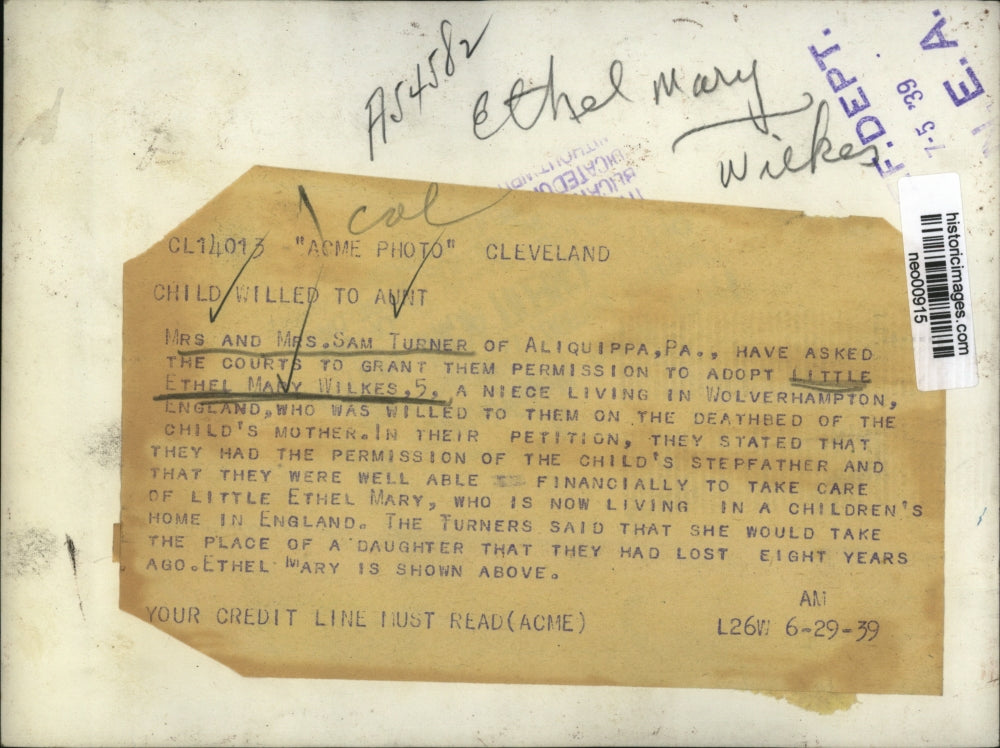 A54582
Ethel Mary
Wilkes
F. DEPT.
7-5 '39
E.A.
historicimages.com
neo00915
col
CL14013 "ACME PHOTO" CLEVELAND
CHILD WILLED TO AUNT
MRS AND MRS.SAM TURNER OF ALIQUIPPA,PA., HAVE ASKED
THE COURTS TO GRANT THEM PERMISSION TO ADOPT LITTLE
ETHEL MARY WILKES,5, A NIECE LIVING IN WOLVERHAMPTON,
ENGLAND,WHO WAS WILLED TO THEM ON THE DEATHBED OF THE
CHILD'S MOTHER.IN THEIR PETITION, THEY STATED THAT
THEY HAD THE PERMISSION OF THE CHILD'S STEPFATHER AND
THAT THEY WERE WELL ABLE FINANCIALLY TO TAKE CARE
OF LITTLE ETHEL MARY, WHO IS NOW LIVING IN A CHILDREN'S
HOME IN ENGLAND. THE TURNERS SAID THAT SHE WOULD TAKE
THE PLACE OF A DAUGHTER THAT THEY HAD LOST EIGHT YEARS
AGO.ETHEL MARY IS SHOWN ABOVE.
AM
YOUR CREDIT LINE MUST READ(ACME) L26W 6-29-39